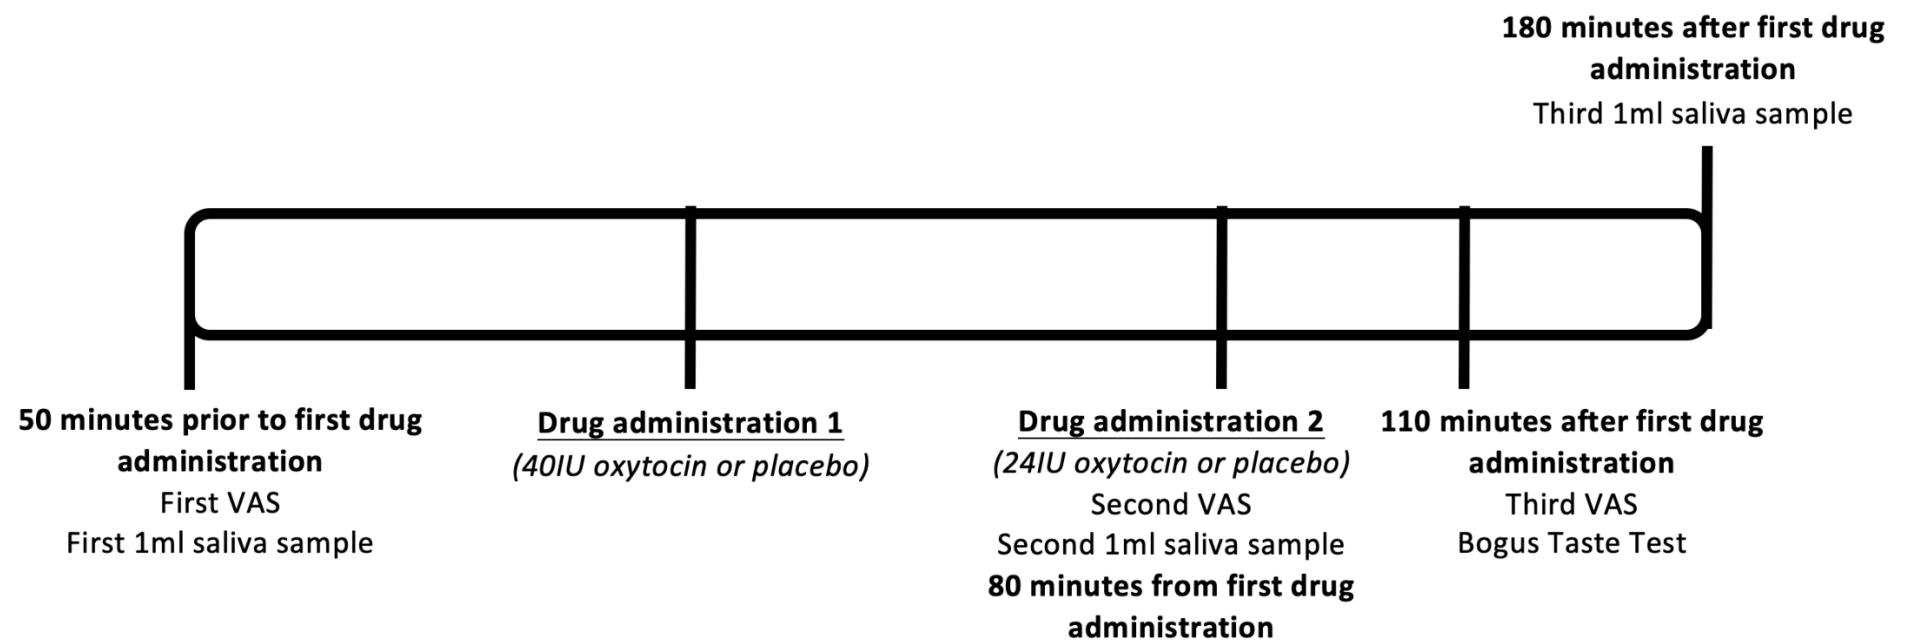 180 minutes after first drug
administration
Third 1ml saliva sample
50 minutes prior to first drug
administration
First VAS
First 1ml saliva sample
Drug administration 1
(40IU oxytocin or placebo)
Drug administration 2
(24IU oxytocin or placebo)
Second VAS
Second 1ml saliva sample
80 minutes from first drug
administration
110 minutes after first drug
administration
Third VAS
Bogus Taste Test